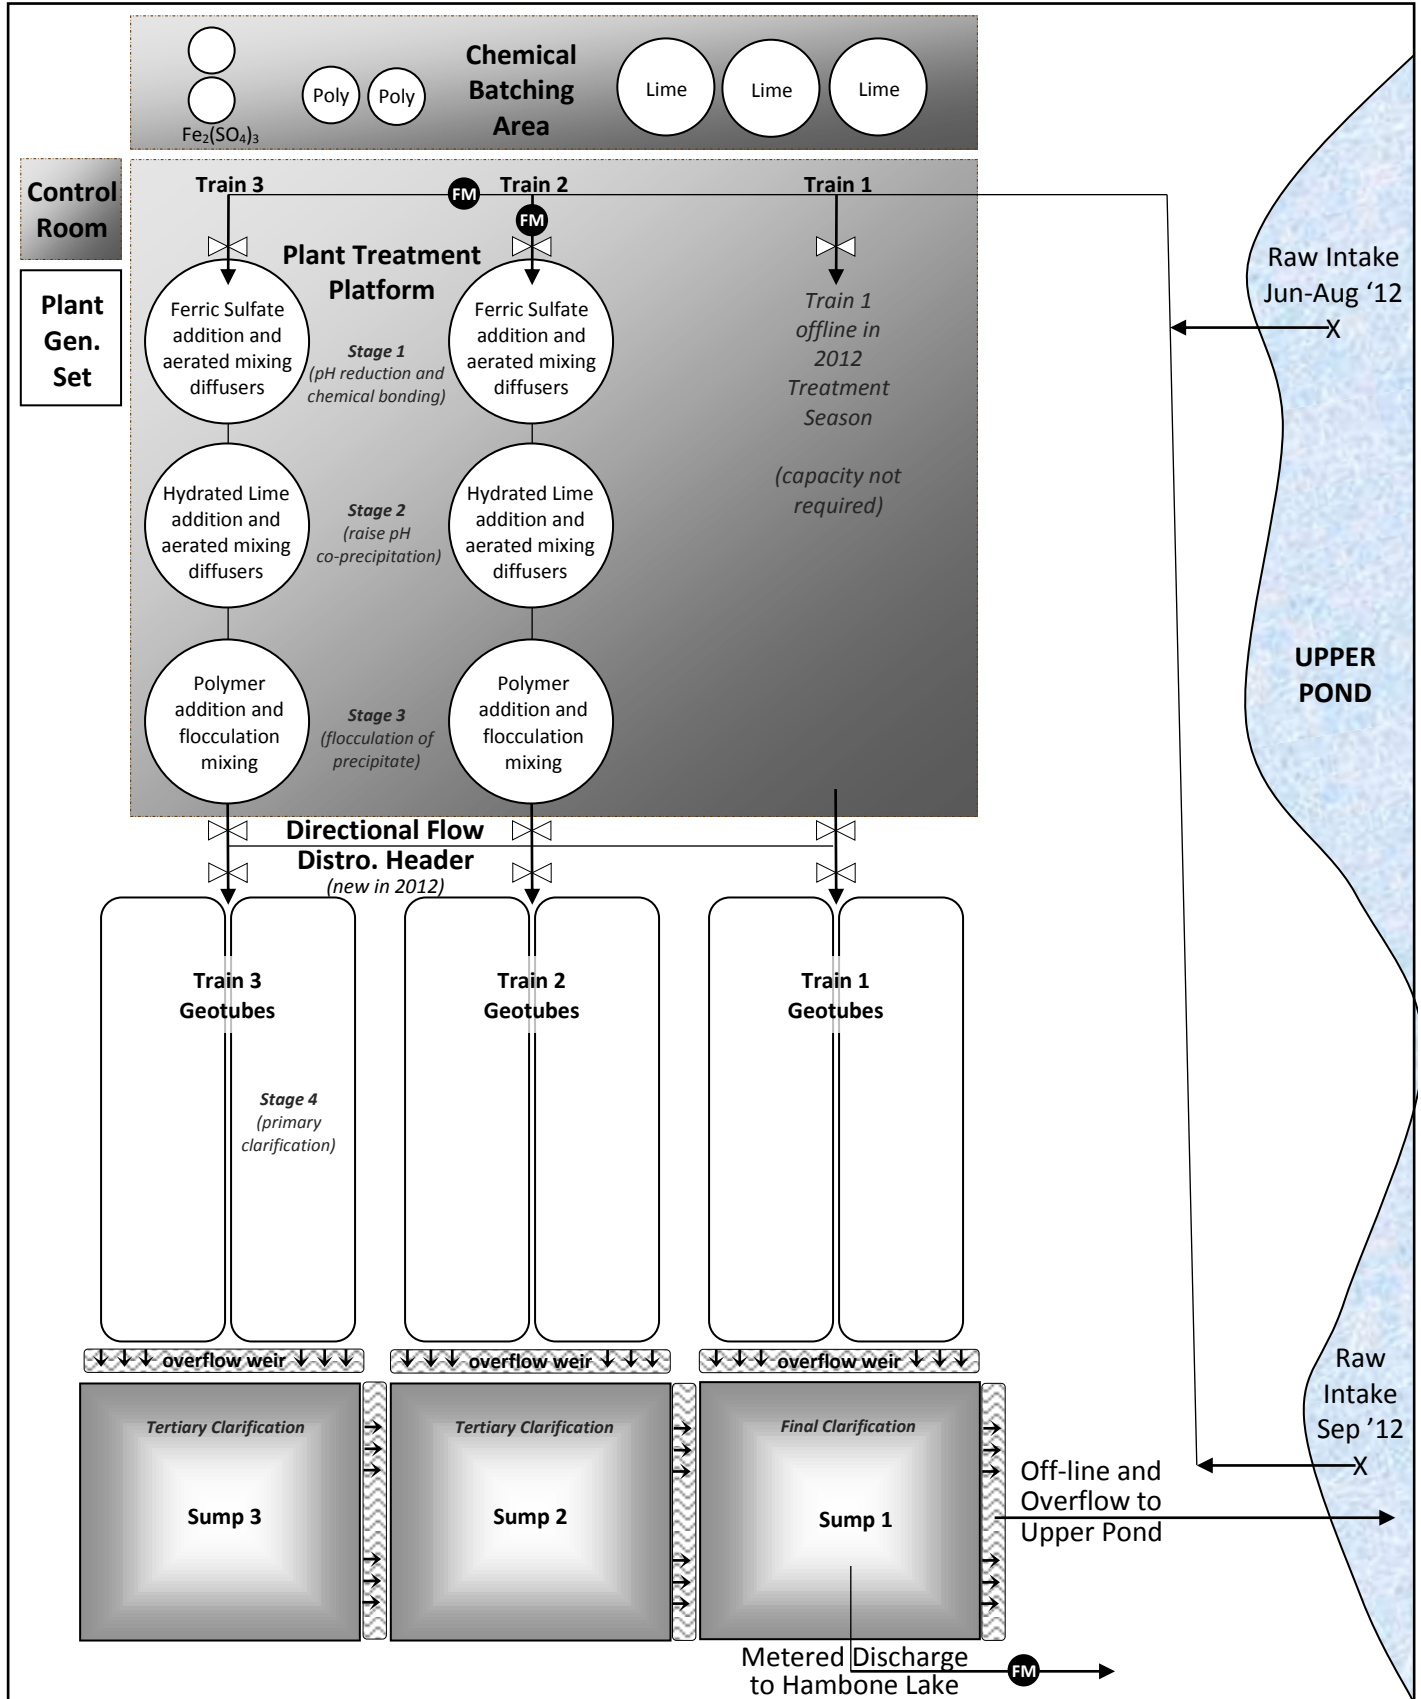 Chemical
Batching
Area
Fe₂(SO₄)₃
Poly
Poly
Lime
Lime
Lime
Control
Room
Plant
Gen.
Set
Train 3
FM
Train 2
FM
Train 1
Plant Treatment
Platform
Ferric Sulfate
addition and
aerated mixing
diffusers
Stage 1
(pH reduction and
chemical bonding)
Ferric Sulfate
addition and
aerated mixing
diffusers
Train 1
offline in
2012
Treatment
Season
(capacity not
required)
Hydrated Lime
addition and
aerated mixing
diffusers
Stage 2
(raise pH
co-precipitation)
Hydrated Lime
addition and
aerated mixing
diffusers
Polymer
addition and
flocculation
mixing
Stage 3
(flocculation of
precipitate)
Polymer
addition and
flocculation
mixing
Raw Intake
Jun-Aug ‘12
X
UPPER
POND
Directional Flow
Distro. Header
(new in 2012)
Train 3
Geotubes
Train 2
Geotubes
Train 1
Geotubes
Stage 4
(primary
clarification)
overflow weir
overflow weir
overflow weir
Tertiary Clarification
Sump 3
Tertiary Clarification
Sump 2
Final Clarification
Sump 1
Raw
Intake
Sep ’12
X
Off-line and
Overflow to
Upper Pond
Metered Discharge
to Hambone Lake
FM